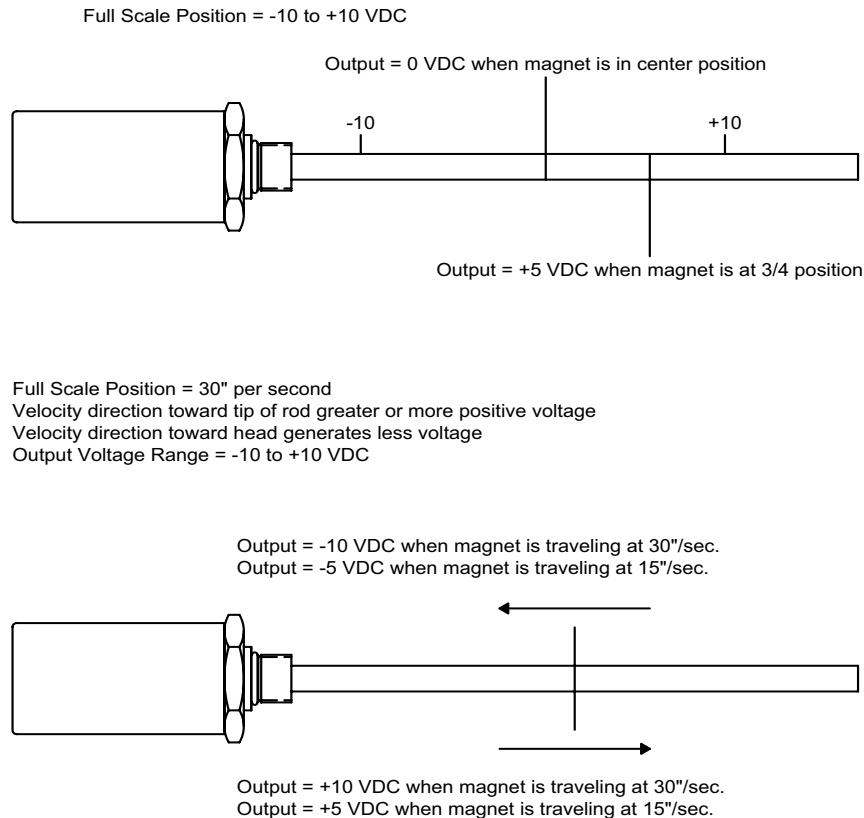 Full Scale Position = -10 to +10 VDC
Output = 0 VDC when magnet is in center position
-10
+10
Output = +5 VDC when magnet is at 3/4 position
Full Scale Position = 30" per second
Velocity direction toward tip of rod greater or more positive voltage
Velocity direction toward head generates less voltage
Output Voltage Range = -10 to +10 VDC
Output = -10 VDC when magnet is traveling at 30"/sec.
Output = -5 VDC when magnet is traveling at 15"/sec.
Output = +10 VDC when magnet is traveling at 30"/sec.
Output = +5 VDC when magnet is traveling at 15"/sec.